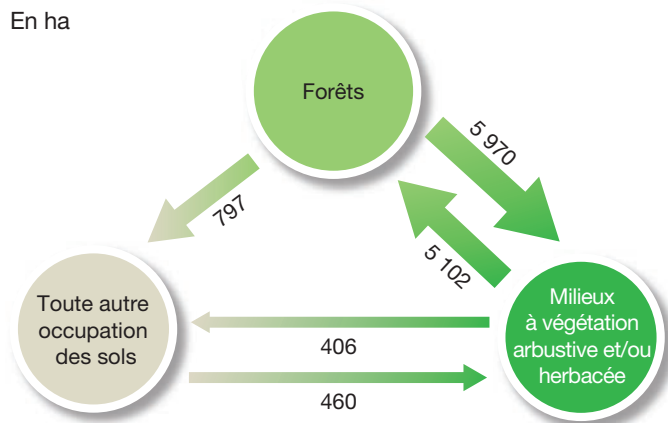 En ha
Forêts
5 970
797
5 102
Toute autre
occupation
des sols
Milieux
à végétation
arbustive et/ou
herbacée
406
460